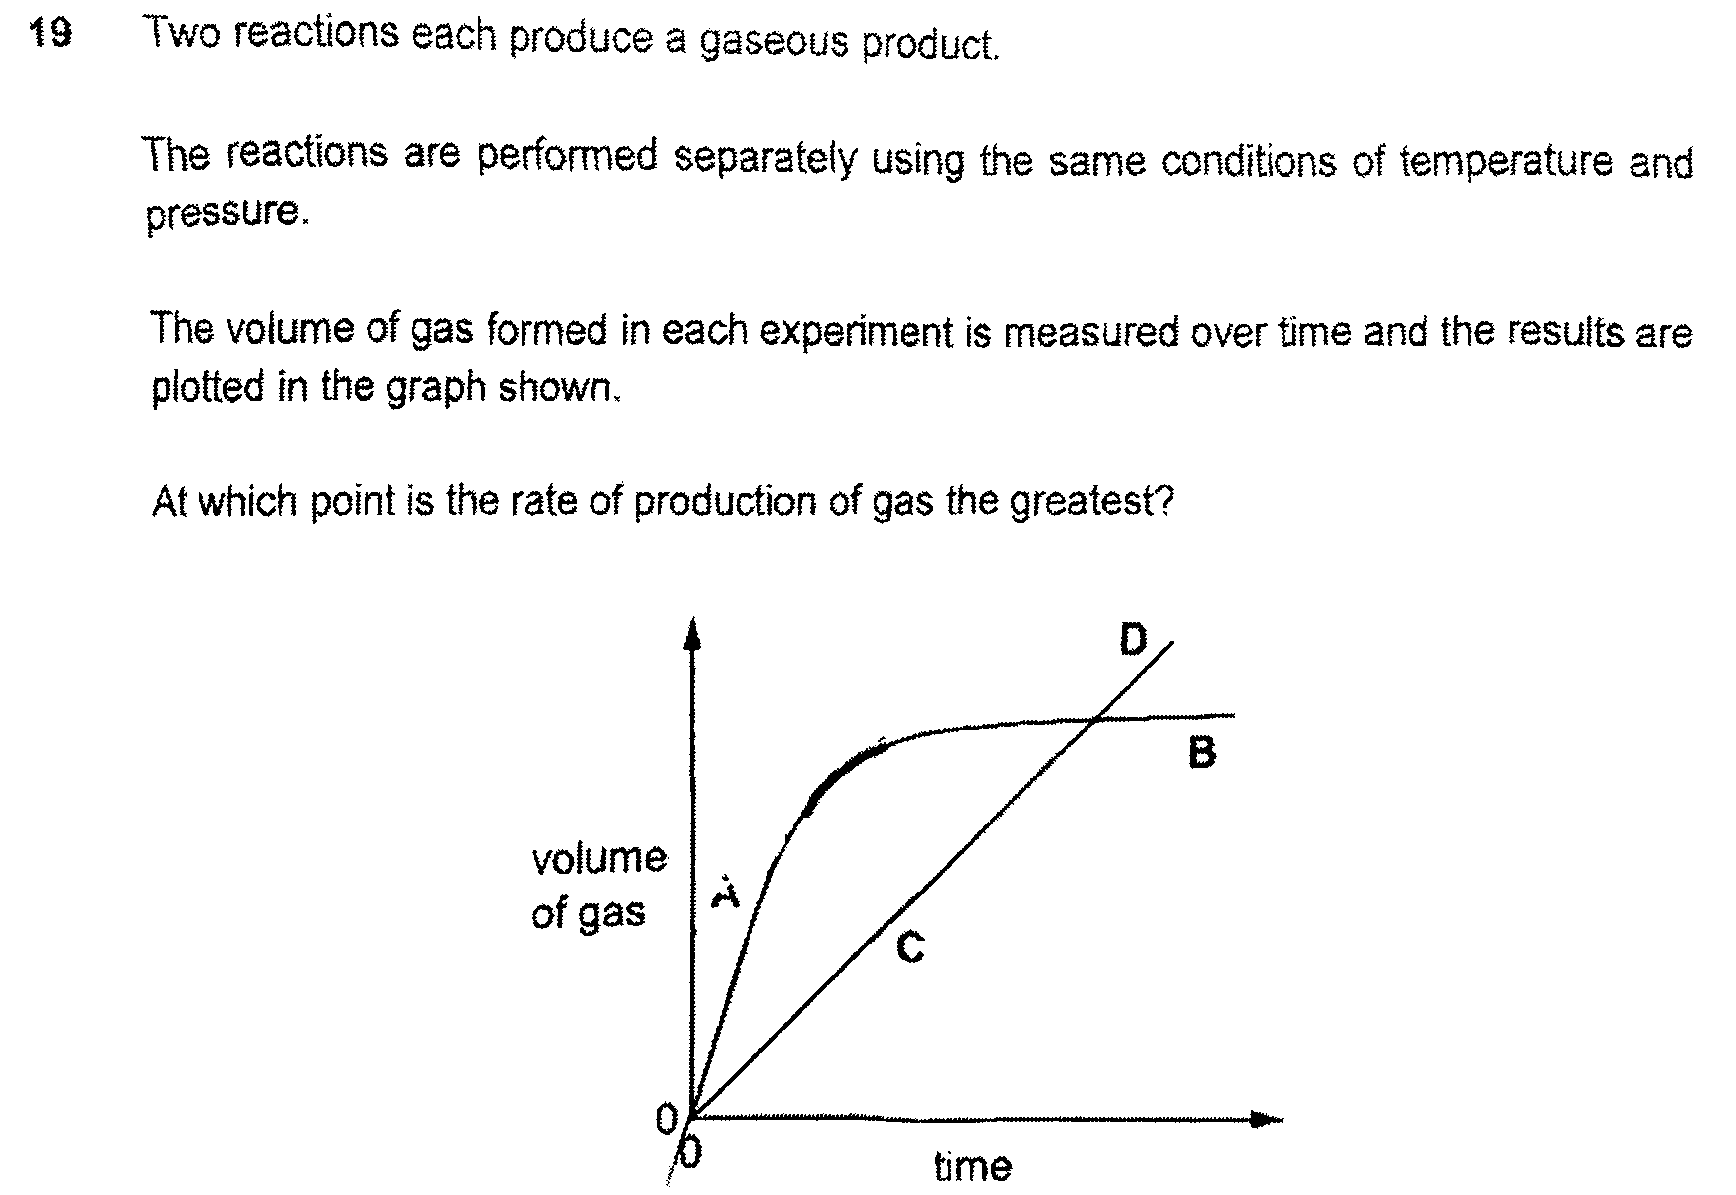 19 Two reactions each produce a gaseous product.
The reactions are performed separately using the same conditions of temperature and
pressure.
The volume of gas formed in each experiment is measured over time and the results are
plotted in the graph shown.
At which point is the rate of production of gas the greatest?
D
B
volume
of gas
A
C
0
0
time